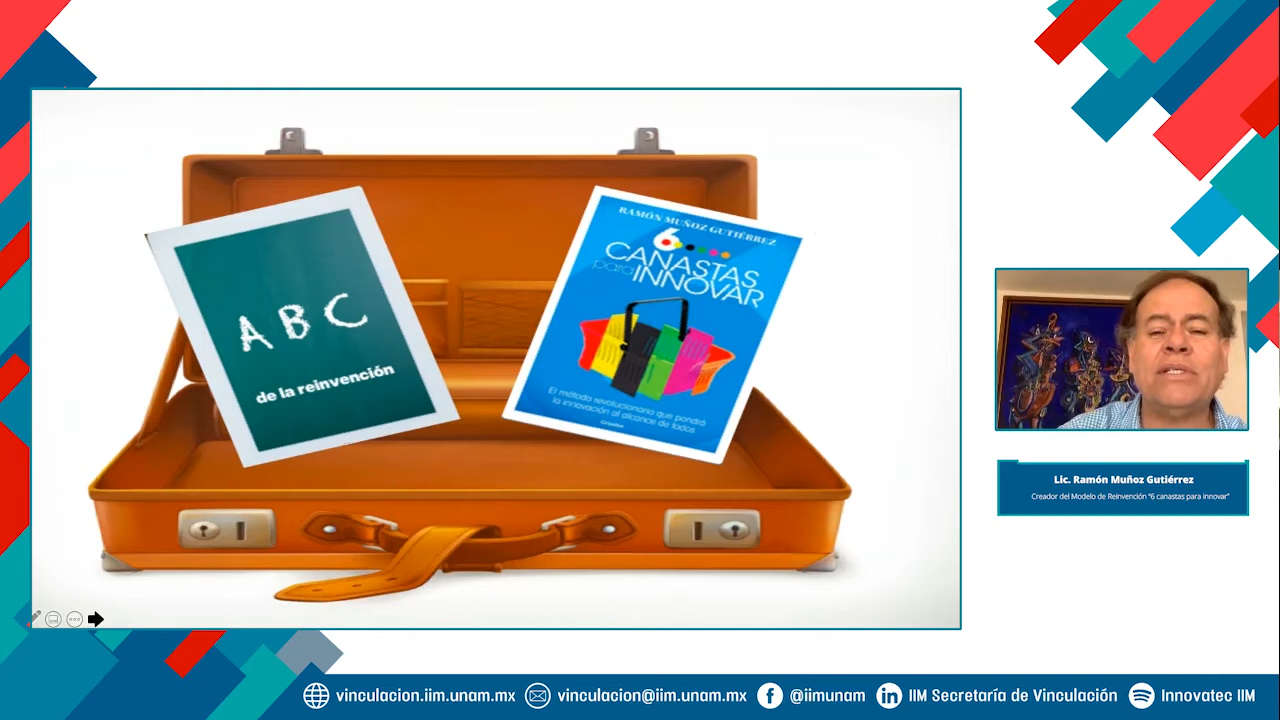 A B C
de la reinvención
RAMÓN MUÑOZ GUTIÉRREZ
6
CANASTAS
para INNOVAR
El método revolucionario que pondrá
la innovación al alcance de todos
Grijalbo
Lic. Ramón Muñoz Gutiérrez
Creador del Modelo de Reinvención “6 canastas para innovar”
vinculacion.iim.unam.mx
vinculacion@iim.unam.mx
@iimunam
IIM Secretaría de Vinculación
Innovatec IIM